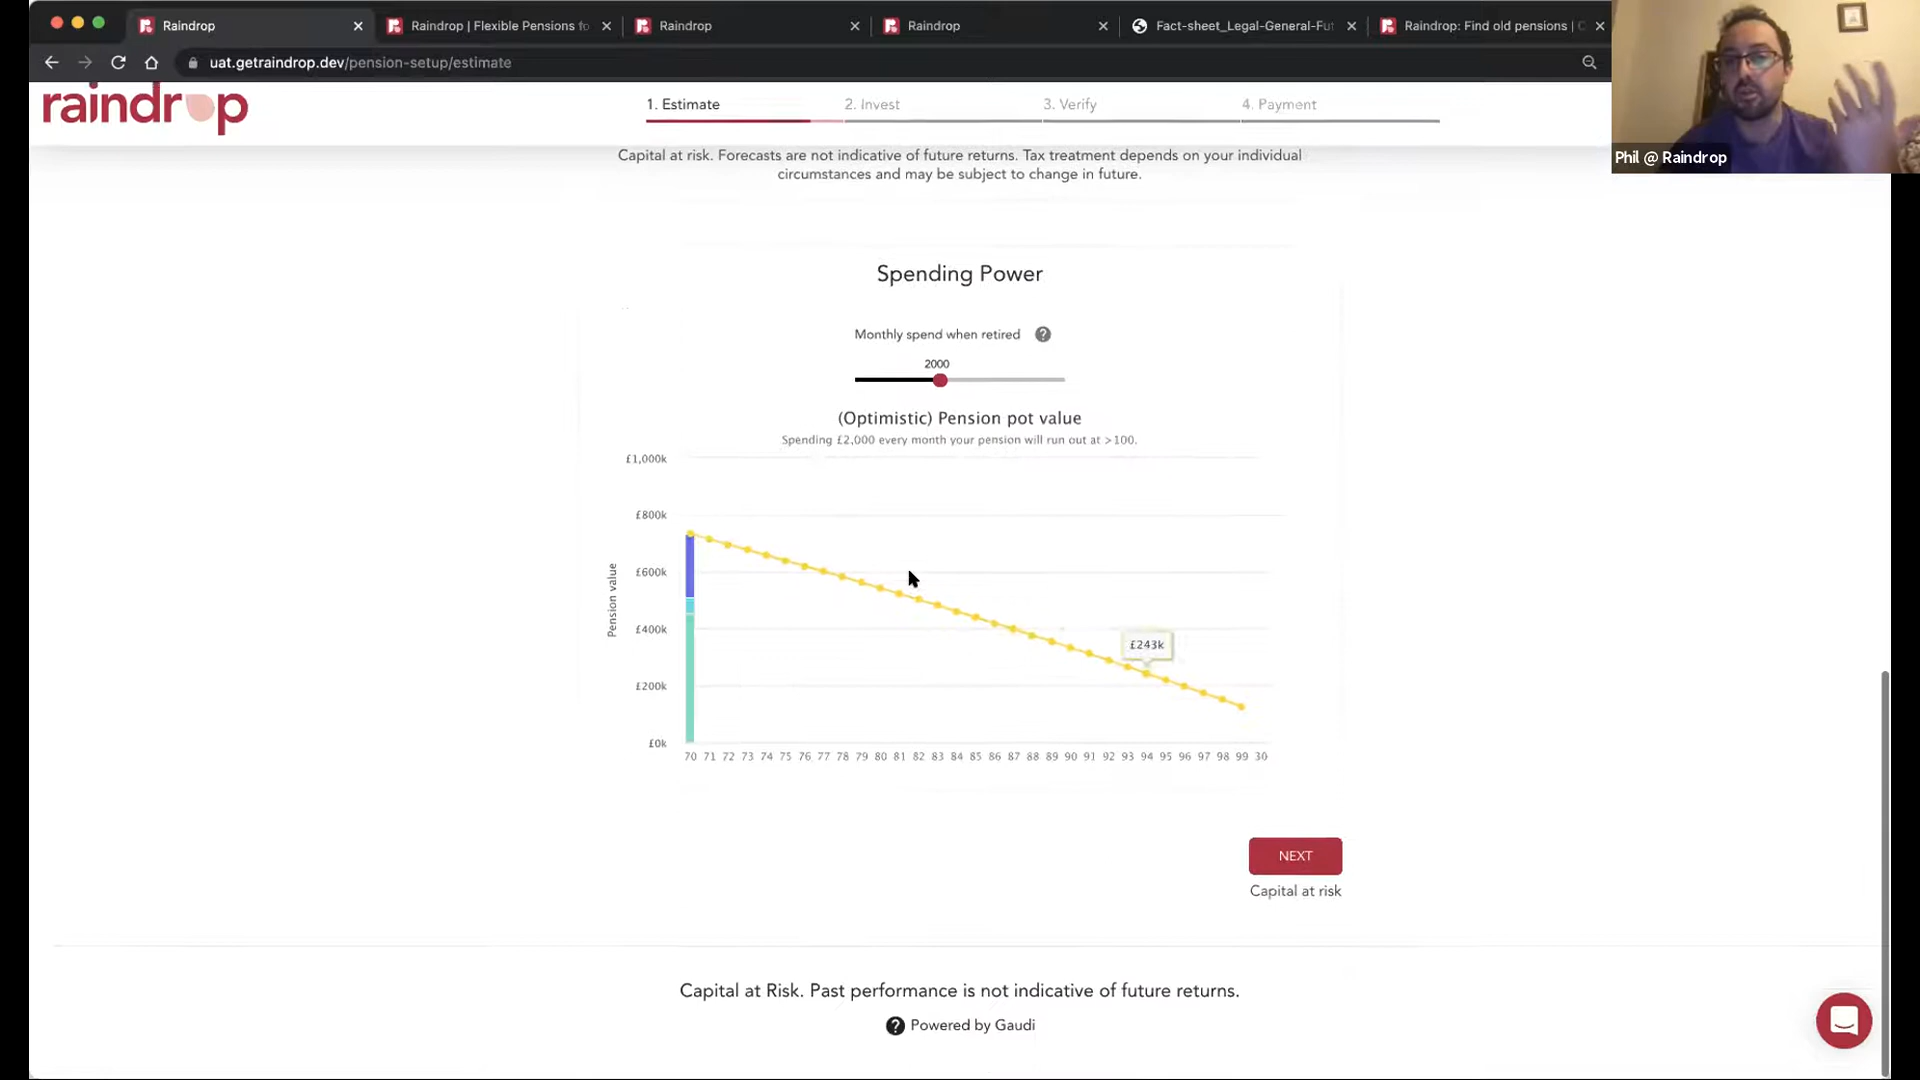 Raindrop
Raindrop | Flexible Pensions fo
Raindrop
Raindrop
Fact-sheet_Legal-General-Fut
Raindrop: Find old pensions | C
uat.getraindrop.dev/pension-setup/estimate
Phil @ Raindrop
raindrop
1. Estimate
2. Invest
3. Verify
4. Payment
Capital at risk. Forecasts are not indicative of future returns. Tax treatment depends on your individual
circumstances and may be subject to change in future.
Spending Power
Monthly spend when retired ?
2000
(Optimistic) Pension pot value
Spending £2,000 every month your pension will run out at >100.
£1,000k
£800k
£600k
£400k
£200k
£0k
Pension value
£243k
70 71 72 73 74 75 76 77 78 79 80 81 82 83 84 85 86 87 88 89 90 91 92 93 94 95 96 97 98 99 30
NEXT
Capital at risk
Capital at Risk. Past performance is not indicative of future returns.
? Powered by Gaudi